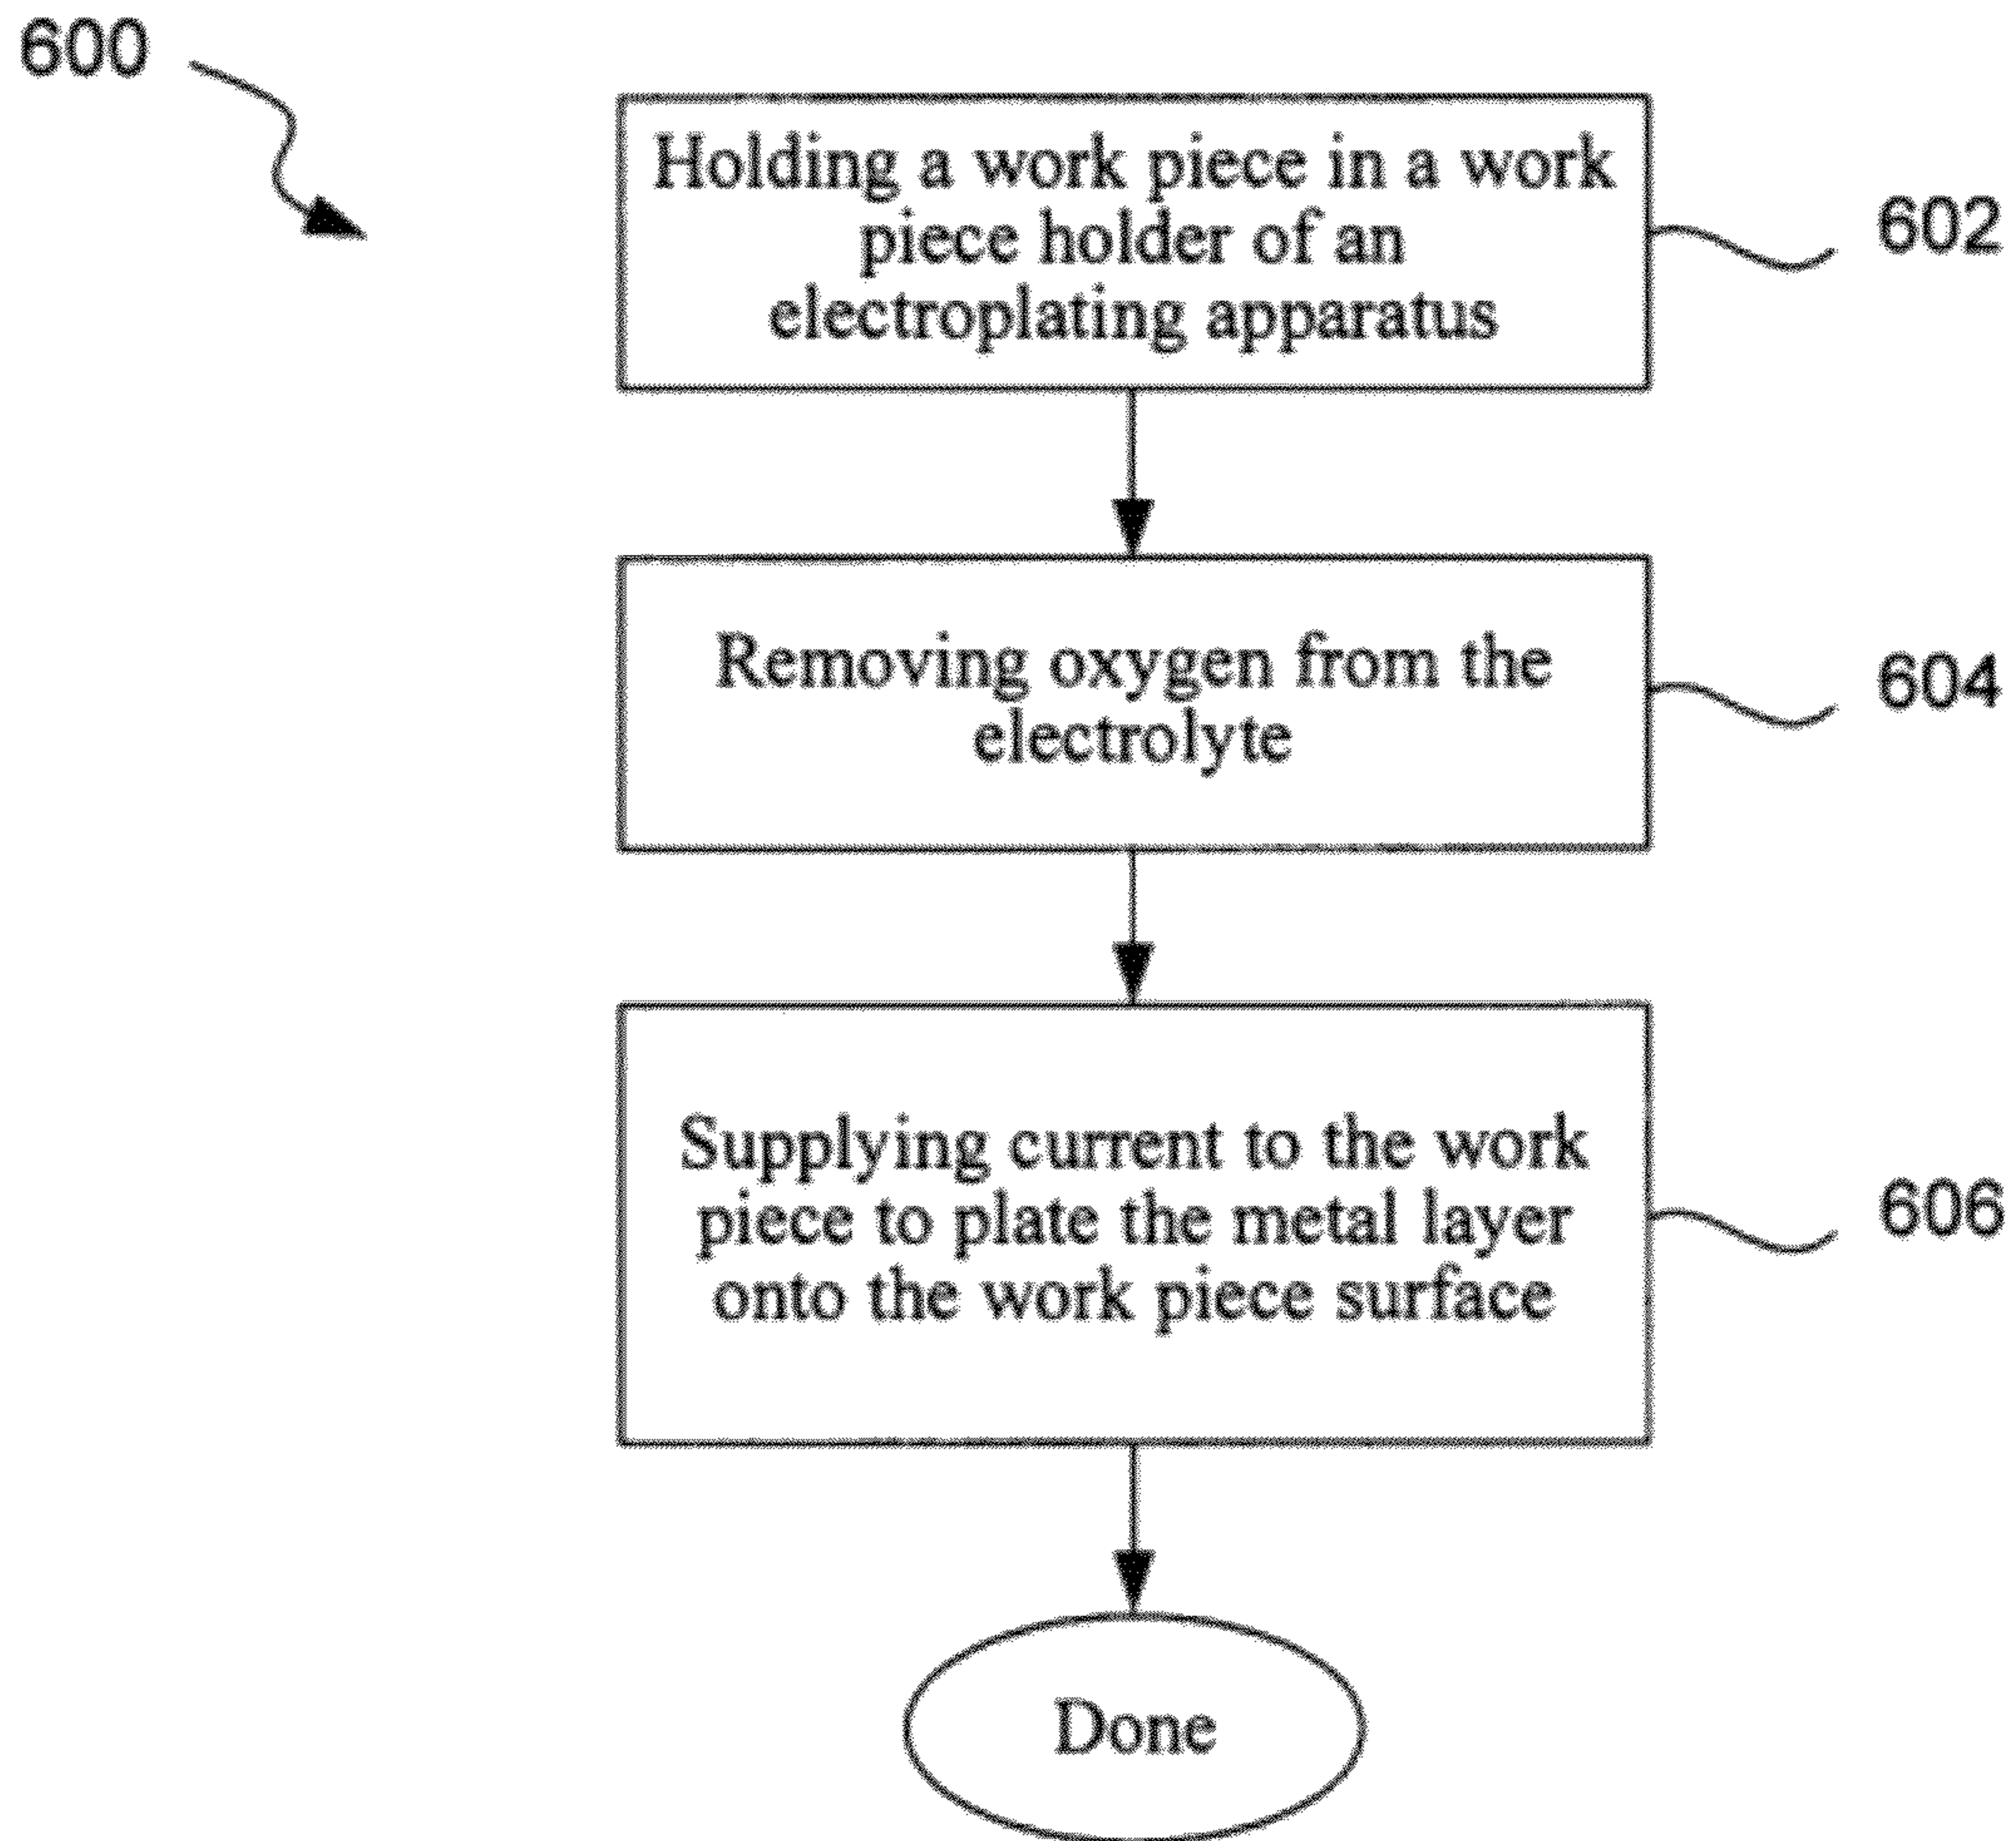 600
Holding a work piece in a work
piece holder of an
electroplating apparatus
602
Removing oxygen from the
electrolyte
604
Supplying current to the work
piece to plate the metal layer
onto the work piece surface
606
Done